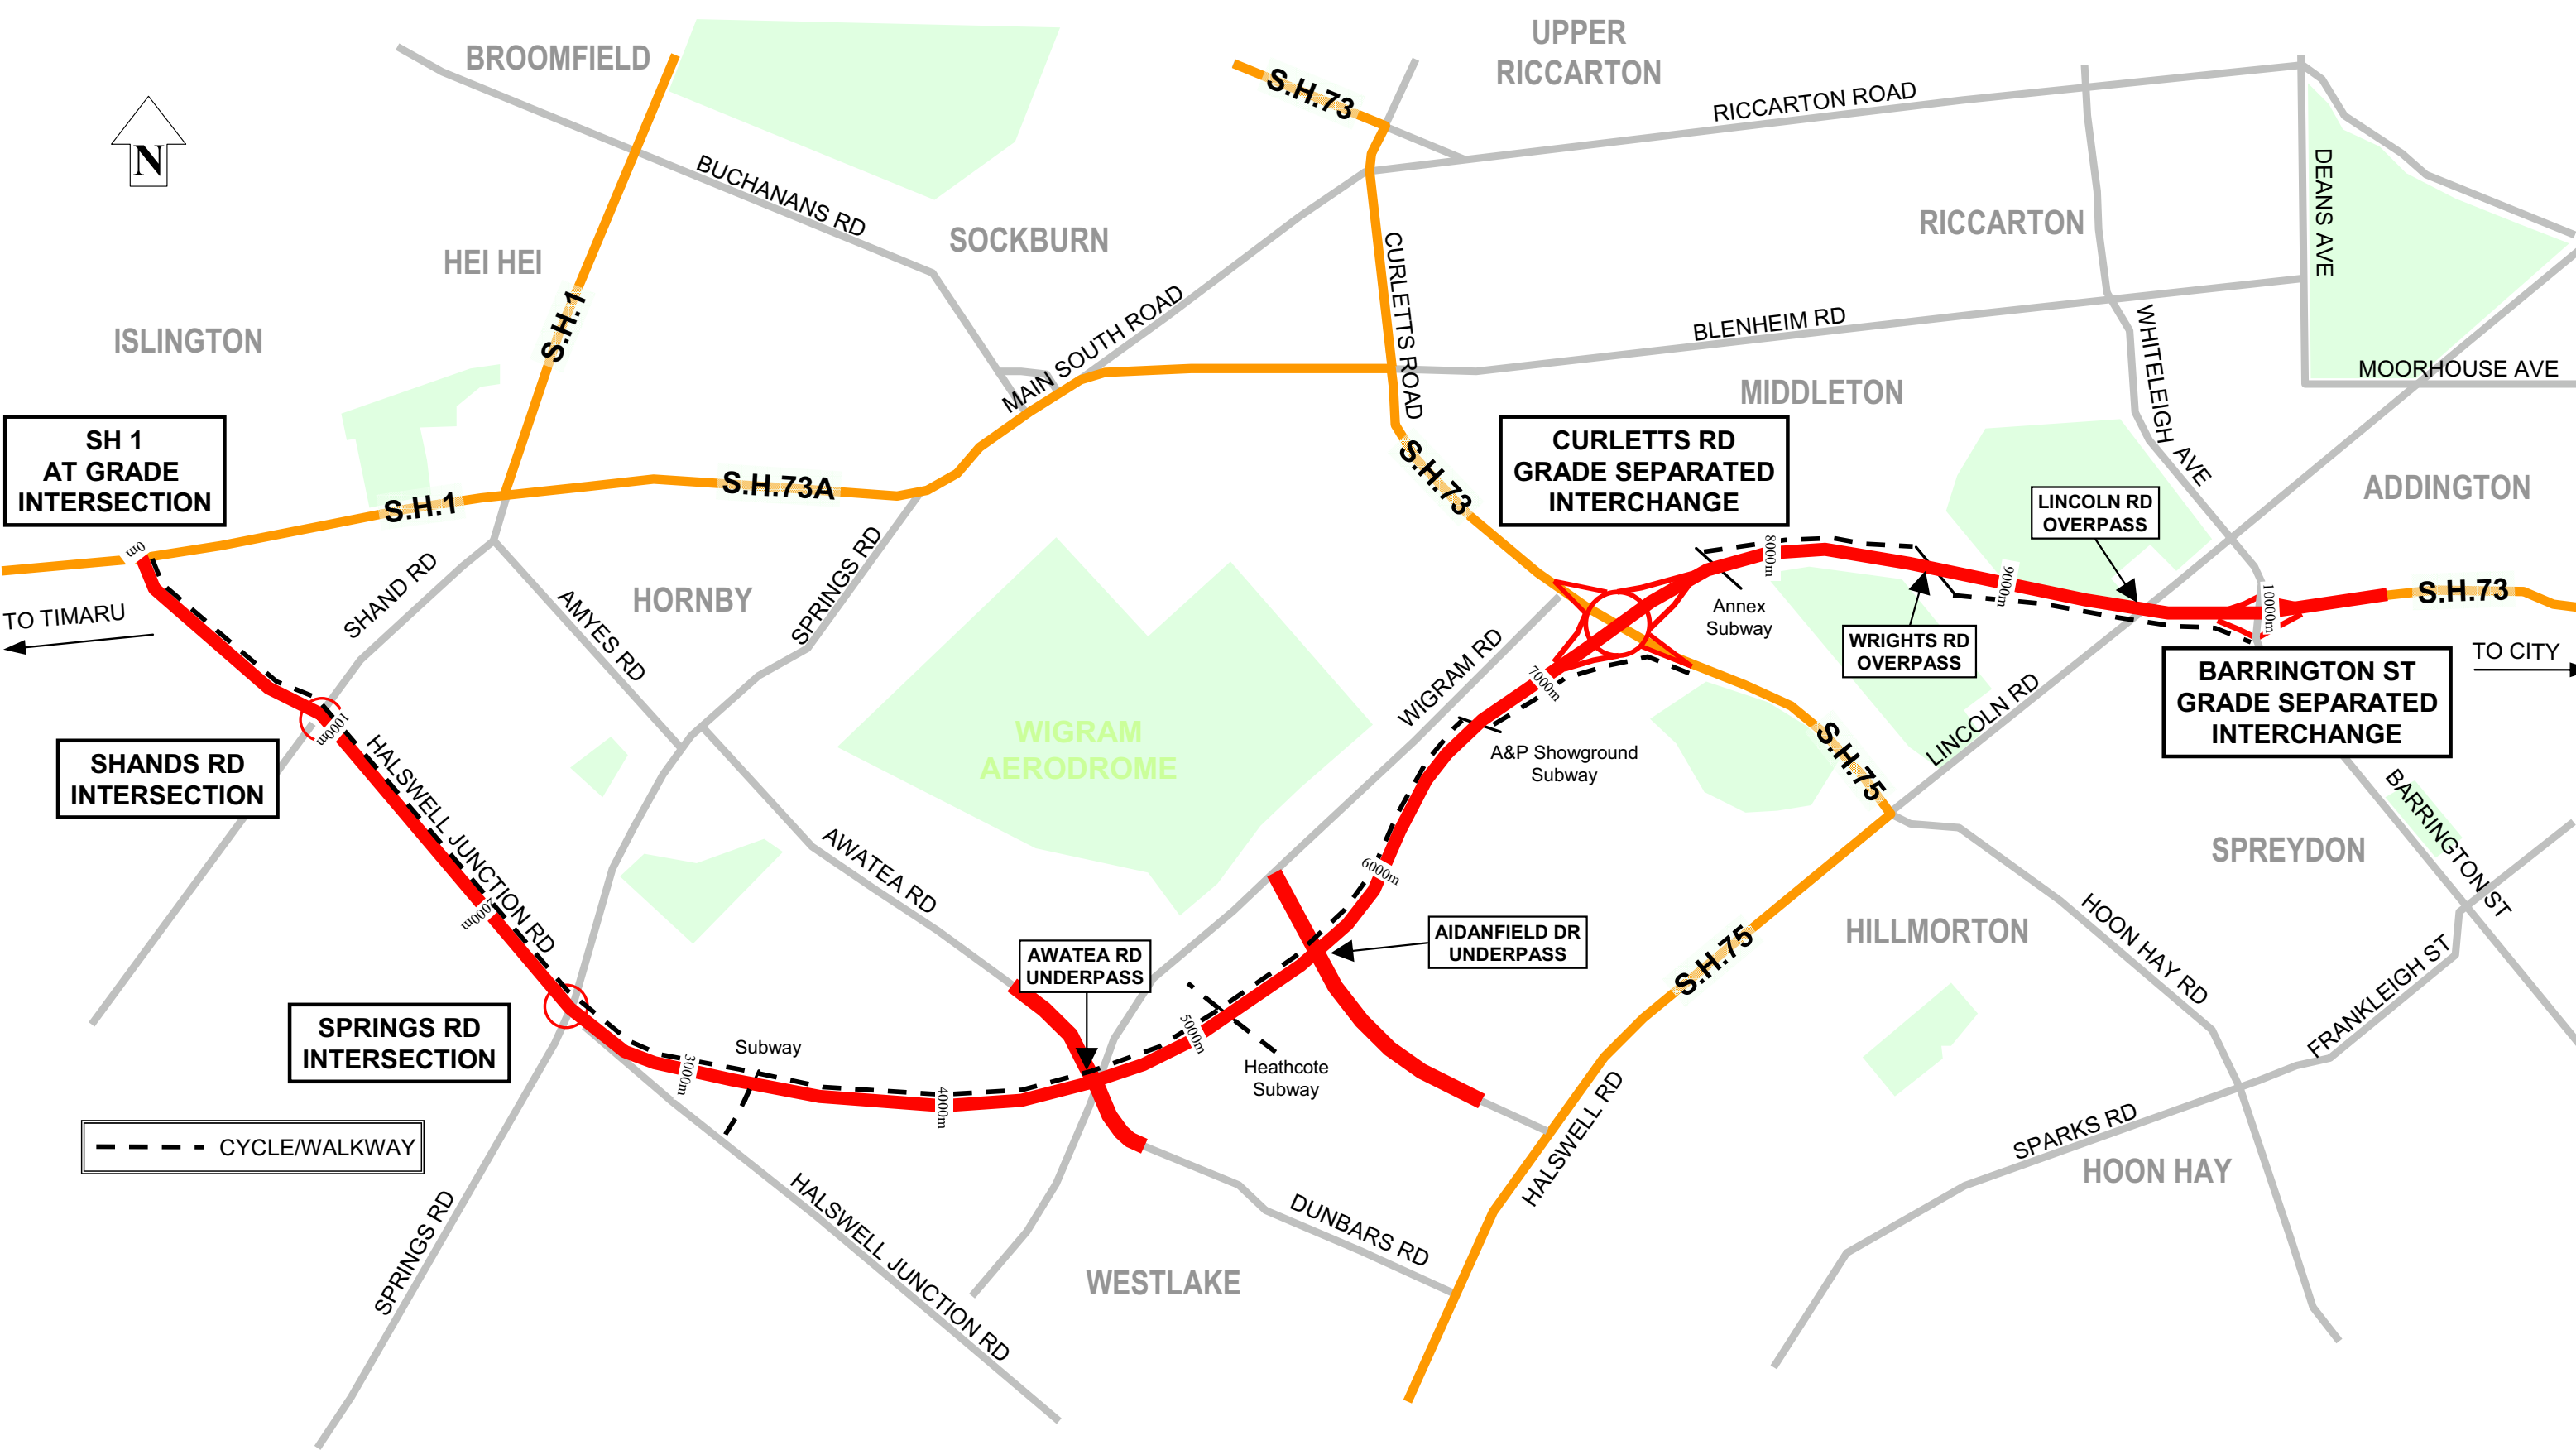 BROOMFIELD
UPPER
RICCARTON
S.H.73
RICCARTON ROAD
N
BUCHANANS RD
DEANS AVE
SOCKBURN
RICCARTON
HEI HEI
CURLETTS ROAD
S.H.1
MAIN SOUTH ROAD
BLENHEIM RD
WHITELEIGH AVE
ISLINGTON
MOORHOUSE AVE
MIDDLETON
SH 1
AT GRADE
INTERSECTION
CURLETTS RD
GRADE SEPARATED
INTERCHANGE
S.H.73
S.H.73A
S.H.1
ADDINGTON
LINCOLN RD
OVERPASS
0m
SHAND RD
HORNBY
SPRINGS RD
AMYES RD
8000m
9000m
10000m
S.H.73
TO TIMARU
Annex
Subway
WRIGHTS RD
OVERPASS
WIGRAM RD
TO CITY
BARRINGTON ST
GRADE SEPARATED
INTERCHANGE
7000m
LINCOLN RD
1000m
WIGRAM
AERODROME
A&P Showground
Subway
S.H.75
SHANDS RD
INTERSECTION
HALSWELL JUNCTION RD
BARRINGTON ST
SPREYDON
6000m
AWATEA RD
2000m
HOON HAY RD
HILLMORTON
AIDANFIELD DR
UNDERPASS
AWATEA RD
UNDERPASS
S.H.75
FRANKLEIGH ST
SPRINGS RD
INTERSECTION
5000m
Subway
3000m
4000m
Heathcote
Subway
HALSWELL RD
SPARKS RD
CYCLE/WALKWAY
HOON HAY
SPRINGS RD
HALSWELL JUNCTION RD
DUNBARS RD
WESTLAKE